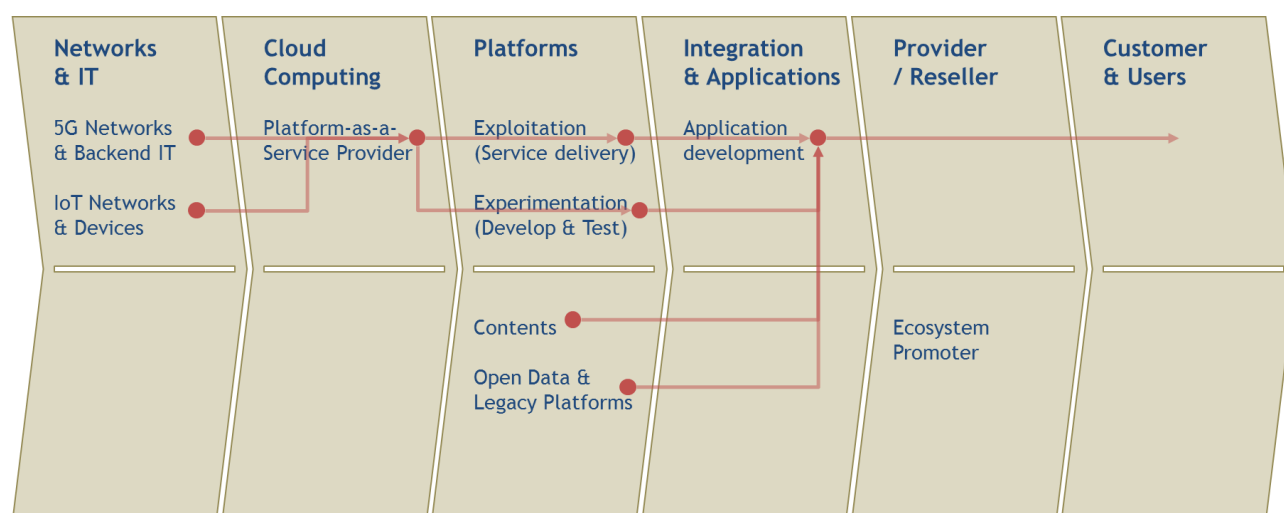 Networks
& IT
Cloud
Computing
Platforms
Integration
& Applications
Provider
/ Reseller
Customer
& Users
5G Networks
& Backend IT
Platform-as-a-
Service Provider
Exploitation
(Service delivery)
Application
development
IoT Networks
& Devices
Experimentation
(Develop & Test)
Contents
Ecosystem
Promoter
Open Data &
Legacy Platforms